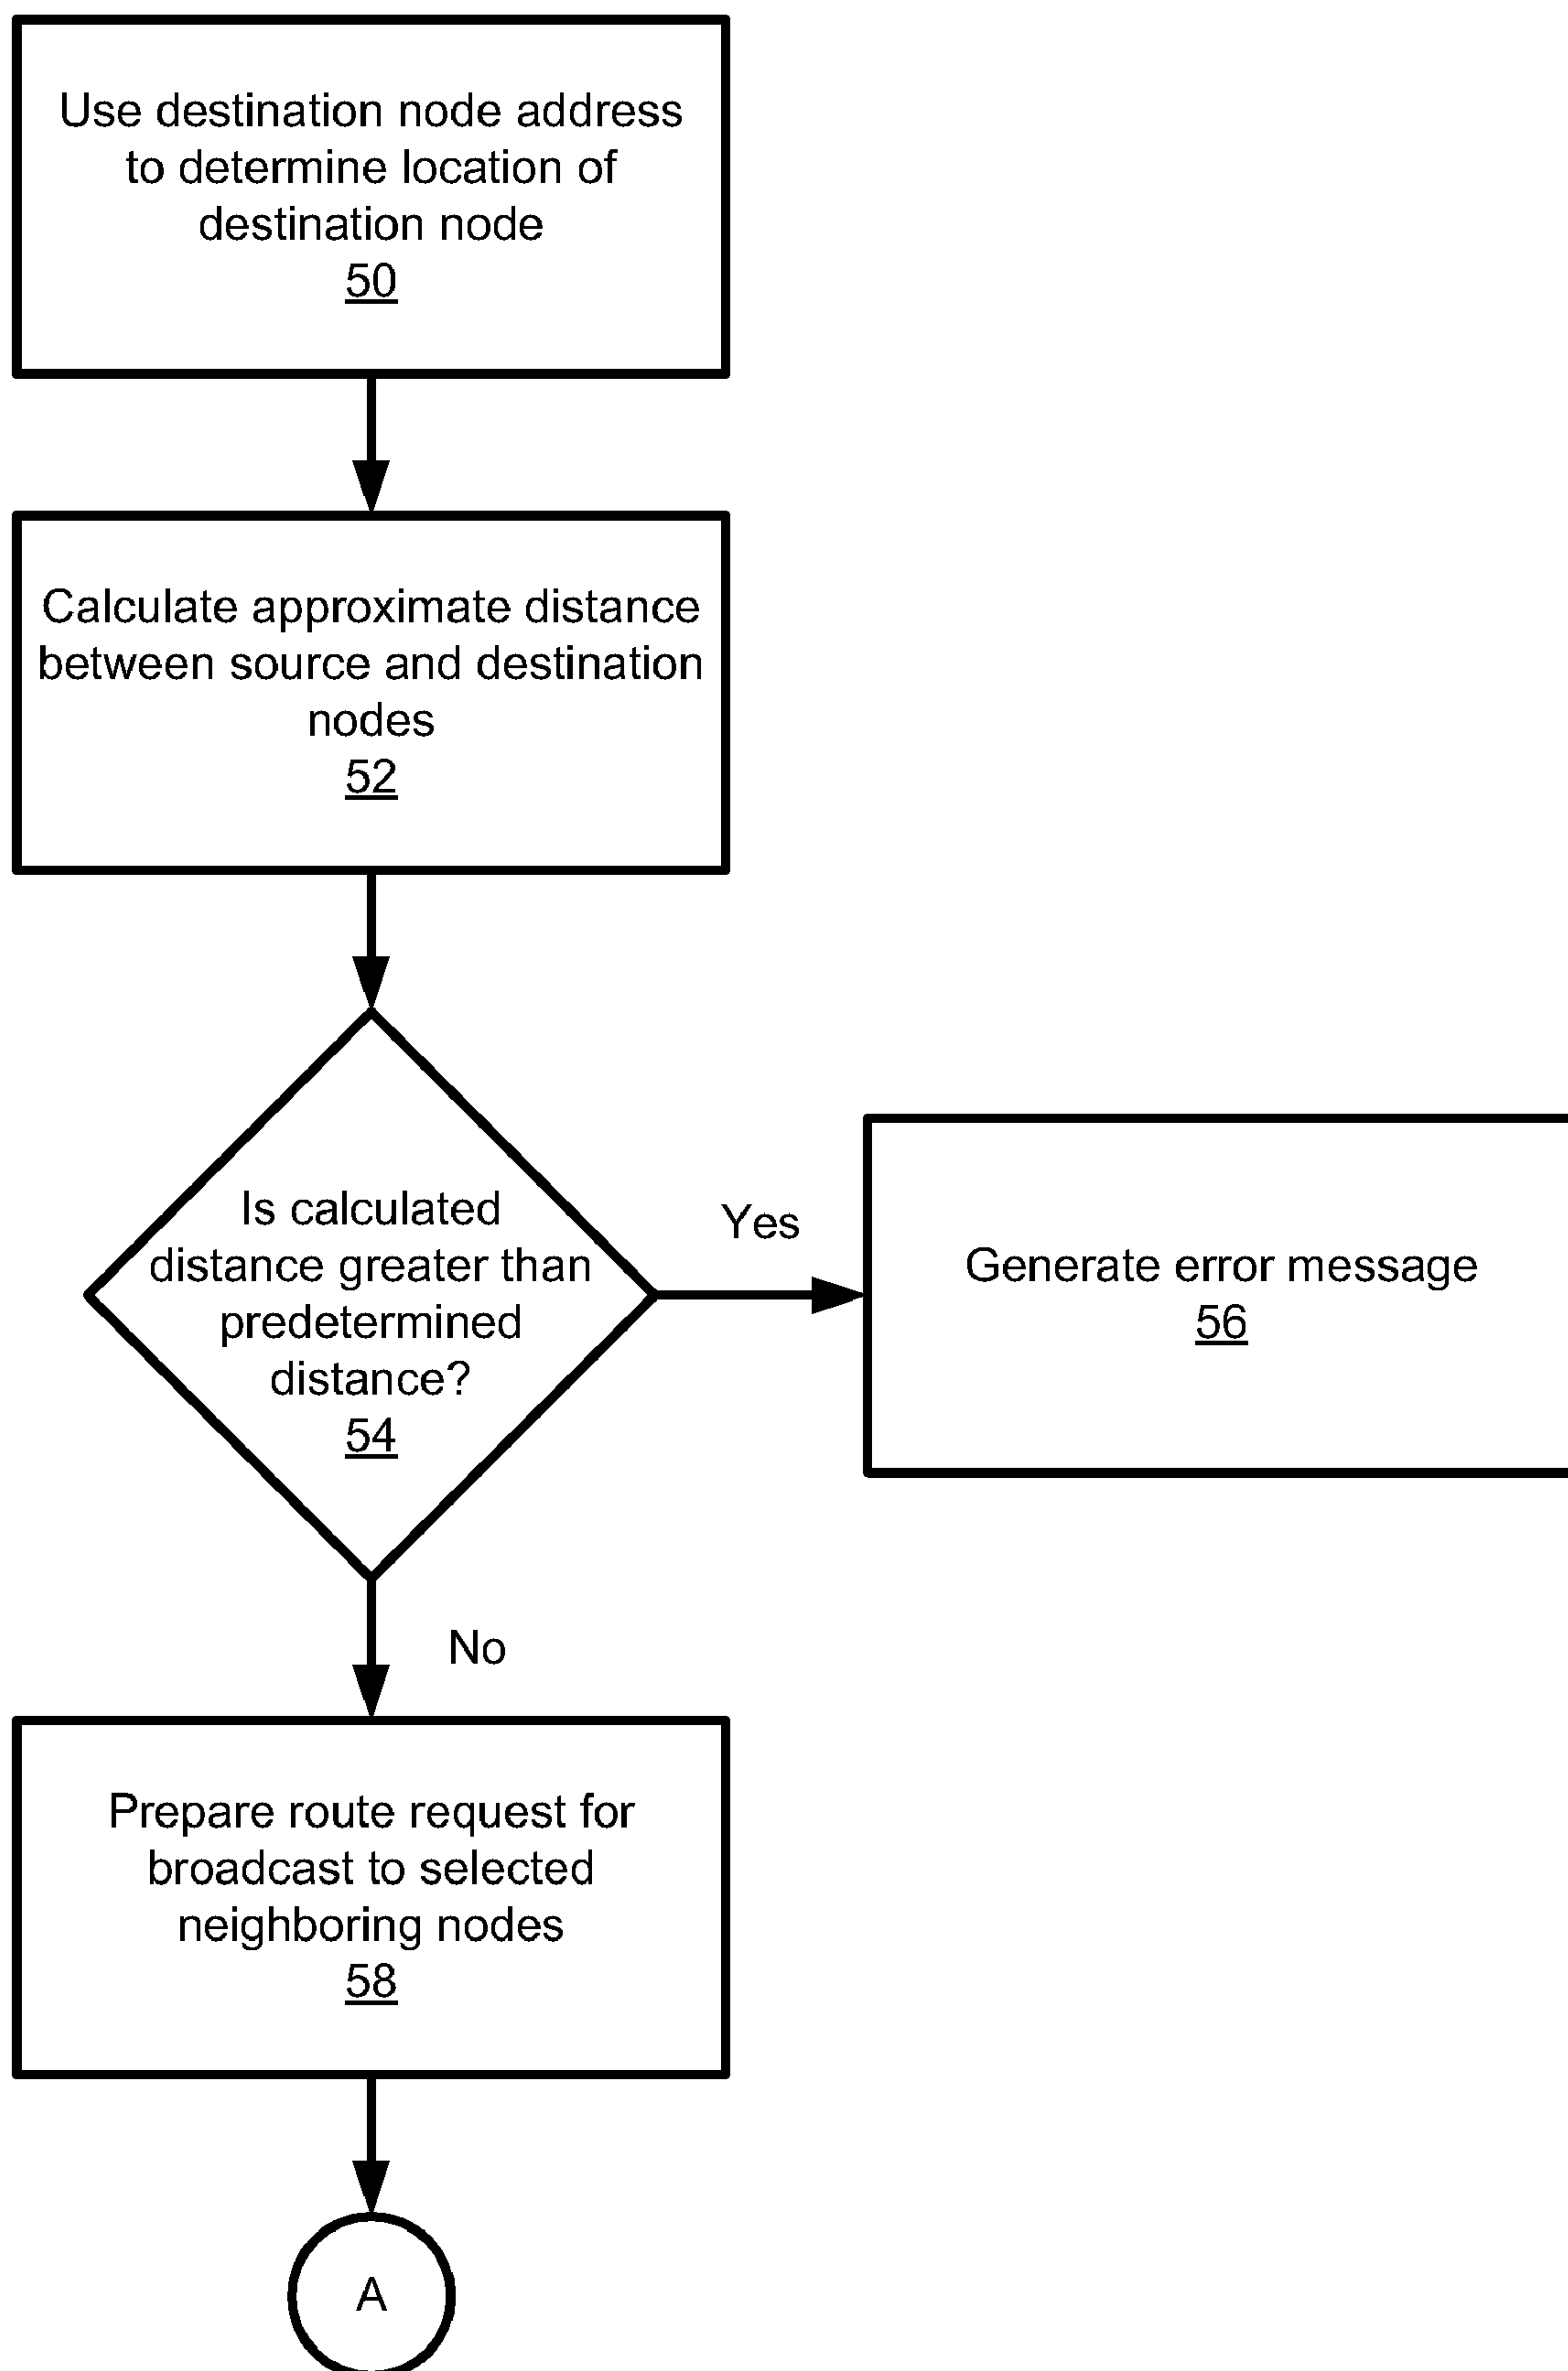 Use destination node address
to determine location of
destination node
50
Calculate approximate distance
between source and destination
nodes
52
Is calculated
distance greater than
predetermined
distance?
54
Yes
Generate error message
56
No
Prepare route request for
broadcast to selected
neighboring nodes
58
A